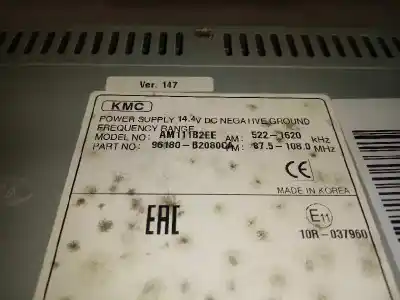 Ver. 147
KMC
POWER SUPPLY 14.4V DC NEGATIVE GROUND
FREQUENCY RANGE
MODEL NO: AM111B2EE AM: 522-1620 kHz
PART NO: 96180-B2080CA FM: 87.5-108.0 MHz
CE
MADE IN KOREA
EAC
E11
10R-037960